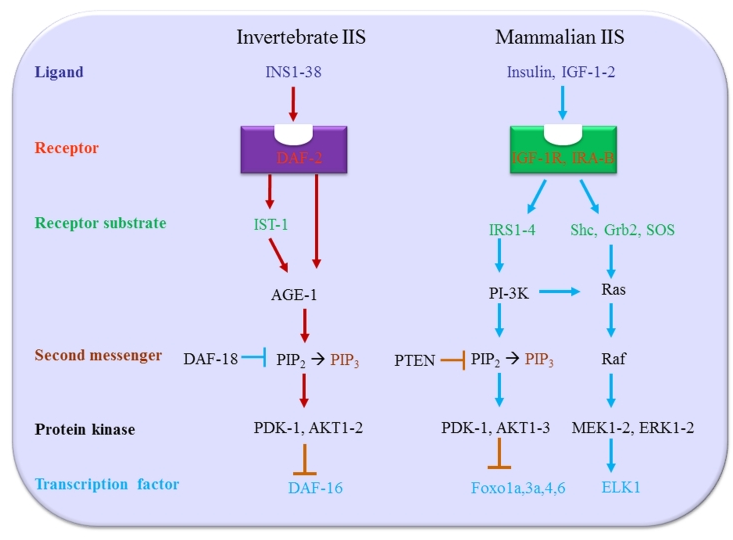 Invertebrate IIS Mammalian IIS
Ligand INS1-38 Insulin, IGF-1-2
Receptor DAF-2 IGF-1R, IRA-B
Receptor substrate IST-1 IRS1-4 Shc, Grb2, SOS
AGE-1 PI-3K Ras
Second messenger DAF-18 PIP2 → PIP3 PTEN PIP2 → PIP3 Raf
Protein kinase PDK-1, AKT1-2 PDK-1, AKT1-3 MEK1-2, ERK1-2
Transcription factor DAF-16 Foxo1a,3a,4,6 ELK1